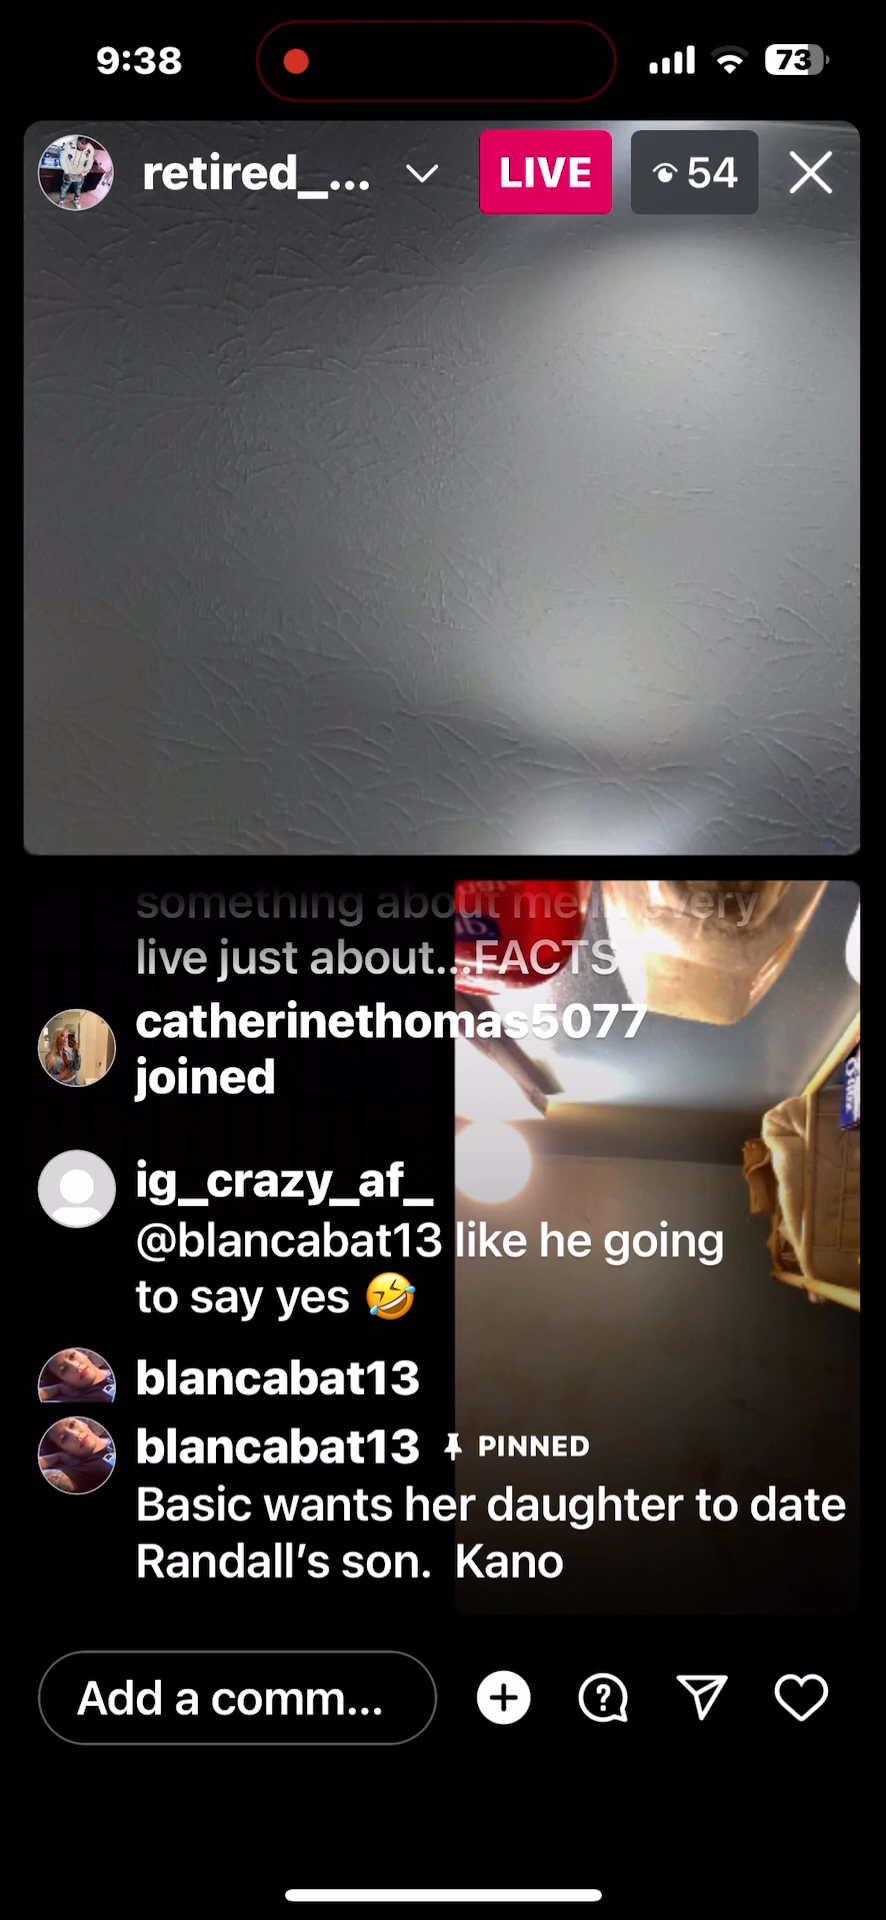 9:38
73
retired_...
LIVE
54
something about me in every
live just about...FACTS
catherinethomas5077
joined
ig_crazy_af_
@blancabat13 like he going
to say yes 🤣
blancabat13
blancabat13 PINNED
Basic wants her daughter to date
Randall's son.  Kano
Add a comm...